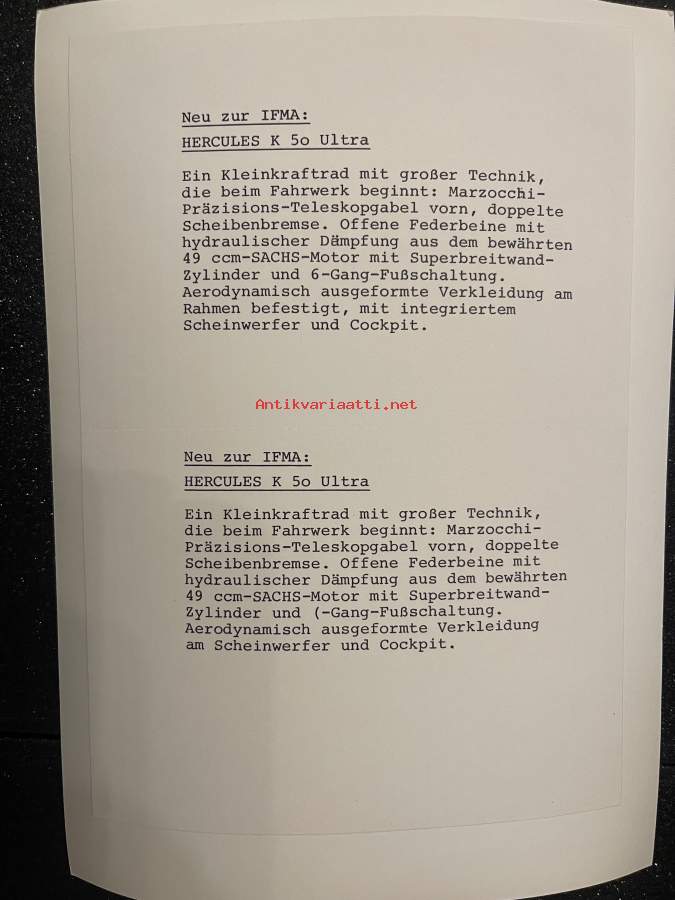 Neu zur IFMA:
HERCULES K 5o Ultra
Ein Kleinkraftrad mit großer Technik,
die beim Fahrwerk beginnt: Marzocchi-
Präzisions-Teleskopgabel vorn, doppelte
Scheibenbremse. Offene Federbeine mit
hydraulischer Dämpfung aus dem bewährten
49 ccm-SACHS-Motor mit Superbreitwand-
Zylinder und 6-Gang-Fußschaltung.
Aerodynamisch ausgeformte Verkleidung am
Rahmen befestigt, mit integriertem
Scheinwerfer und Cockpit.
Antikvariaatti.net
Neu zur IFMA:
HERCULES K 5o Ultra
Ein Kleinkraftrad mit großer Technik,
die beim Fahrwerk beginnt: Marzocchi-
Präzisions-Teleskopgabel vorn, doppelte
Scheibenbremse. Offene Federbeine mit
hydraulischer Dämpfung aus dem bewährten
49 ccm-SACHS-Motor mit Superbreitwand-
Zylinder und (-Gang-Fußschaltung.
Aerodynamisch ausgeformte Verkleidung
am Scheinwerfer und Cockpit.